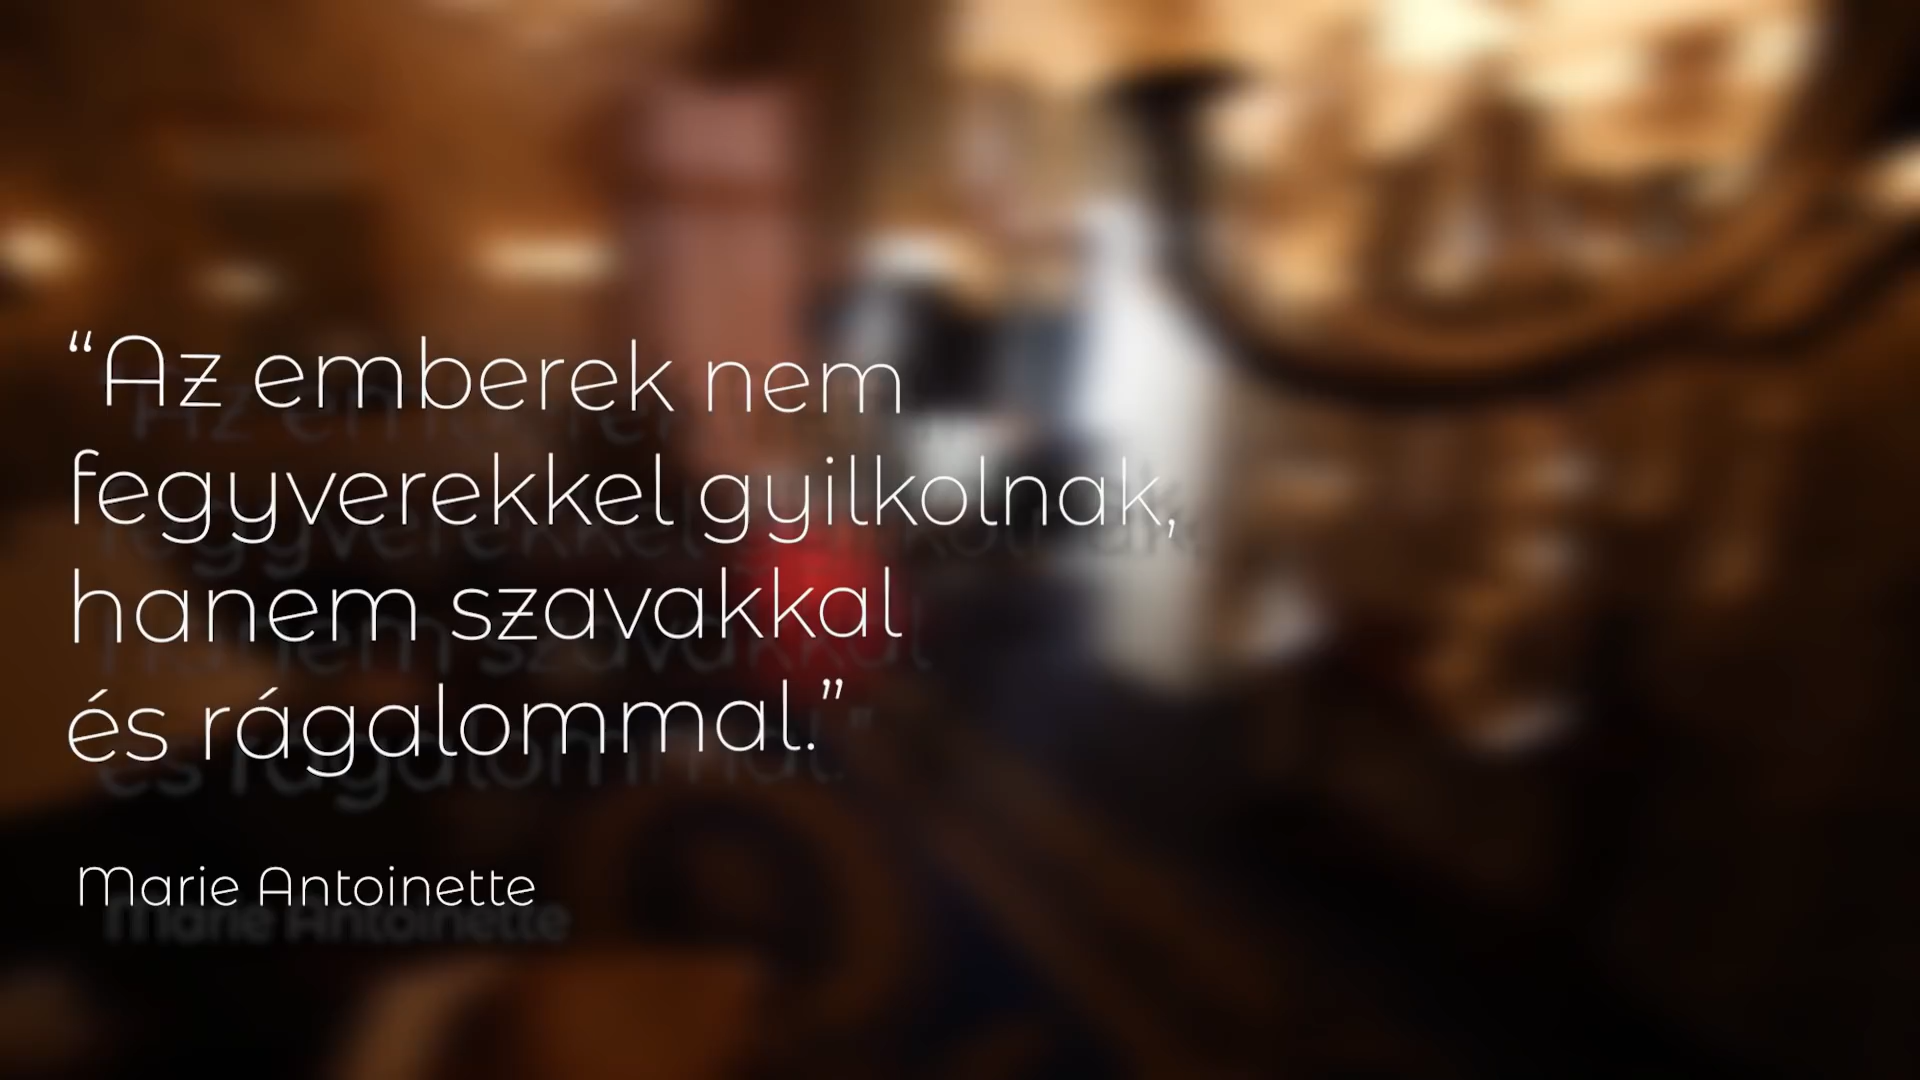 “Az emberek nem
fegyverekkel gyilkolnak,
hanem szavakkal
és rágalommal.”
Marie Antoinette